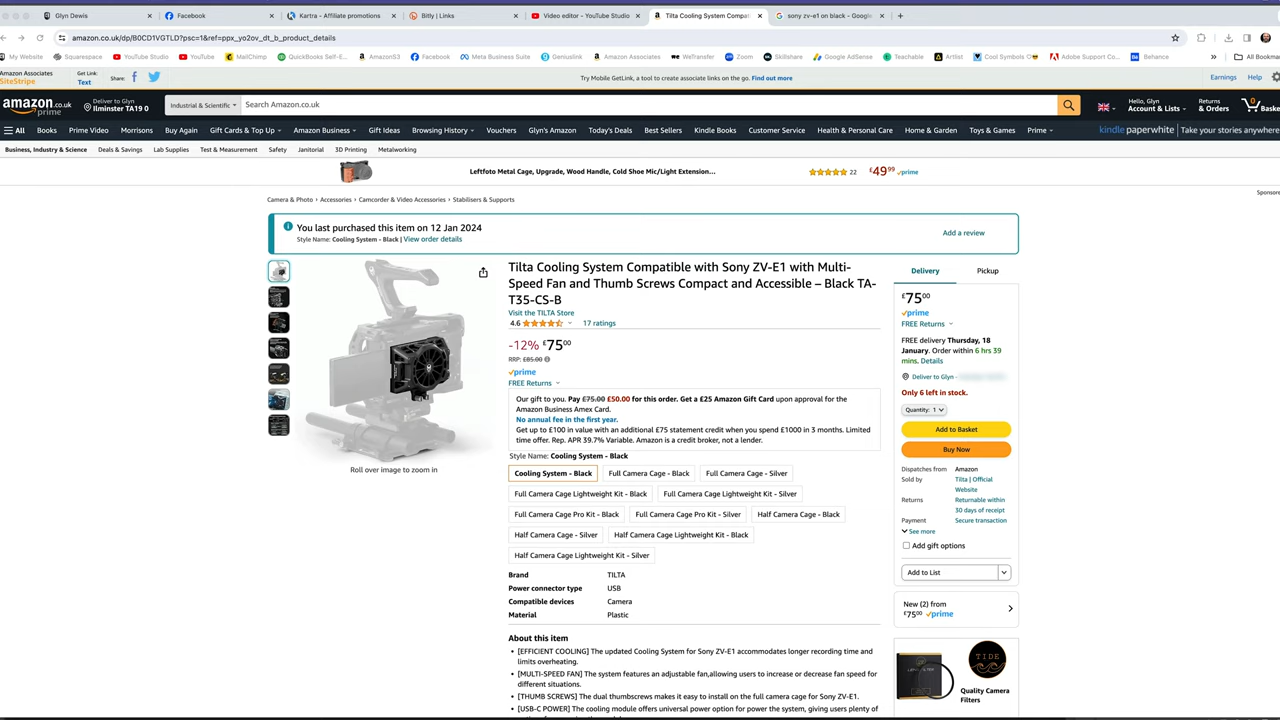 Glyn Dewis
Facebook
Kartra - Affiliate promotions
Bitly | Links
Video editor - YouTube Studio
Tilta Cooling System Compat
sony zv-e1 on black - Google
amazon.co.uk/dp/B0CD1VGTLD?psc=1&ref=ppx_yo2ov_dt_b_product_details
My Website
Squarespace
YouTube Studio
YouTube
MailChimp
QuickBooks Self-E...
AmazonS3
Facebook
Meta Business Suite
Geniuslink
Amazon Associates
WeTransfer
Zoom
Skillshare
Google AdSense
Teachable
Artlist
Cool Symbols
Adobe Support Co...
Behance
»
All Bookmar
Amazon Associates
SiteStripe
Get Link:
Text
Share:
Try Mobile GetLink, a tool to create associate links on the go. Find out more
Earnings
Help
amazon.co.uk
prime
Deliver to Glyn
Ilminster TA19 0
Industrial & Scientific
Search Amazon.co.uk
Hello, Glyn
Account & Lists
Returns
& Orders
0
Baske
All
Books
Prime Video
Morrisons
Buy Again
Gift Cards & Top Up
Amazon Business
Gift Ideas
Browsing History
Vouchers
Glyn's Amazon
Today's Deals
Best Sellers
Kindle Books
Customer Service
Health & Personal Care
Home & Garden
Toys & Games
Prime
kindle paperwhite
Take your stories anywhere
Business, Industry & Science
Deals & Savings
Lab Supplies
Test & Measurement
Safety
Janitorial
3D Printing
Metalworking
Leftfoto Metal Cage, Upgrade, Wood Handle, Cold Shoe Mic/Light Extension...
22
£49.99 prime
Sponsore
Camera & Photo › Accessories › Camcorder & Video Accessories › Stabilisers & Supports
You last purchased this item on 12 Jan 2024
Style Name: Cooling System - Black | View order details
Add a review
Roll over image to zoom in
Tilta Cooling System Compatible with Sony ZV-E1 with Multi-
Speed Fan and Thumb Screws Compact and Accessible – Black TA-
T35-CS-B
Visit the TILTA Store
4.6
17 ratings
-12% £75.00
RRP: £85.00
prime
FREE Returns
Our gift to you. Pay £75.00 £50.00 for this order. Get a £25 Amazon Gift Card upon approval for the
Amazon Business Amex Card.
No annual fee in the first year.
Get up to £100 in value with an additional £75 statement credit when you spend £1000 in 3 months. Limited
time offer. Rep. APR 39.7% Variable. Amazon is a credit broker, not a lender.
Style Name: Cooling System - Black
Cooling System - Black
Full Camera Cage - Black
Full Camera Cage - Silver
Full Camera Cage Lightweight Kit - Black
Full Camera Cage Lightweight Kit - Silver
Full Camera Cage Pro Kit - Black
Full Camera Cage Pro Kit - Silver
Half Camera Cage - Black
Half Camera Cage - Silver
Half Camera Cage Lightweight Kit - Black
Half Camera Cage Lightweight Kit - Silver
Brand TILTA
Power connector type USB
Compatible devices Camera
Material Plastic
About this item
• [EFFICIENT COOLING] The updated Cooling System for Sony ZV-E1 accommodates longer recording time and
limits overheating.
• [MULTI-SPEED FAN] The system features an adjustable fan,allowing users to increase or decrease fan speed for
different situations.
• [THUMB SCREWS] The dual thumbscrews makes it easy to install on the full camera cage for Sony ZV-E1.
• [USB-C POWER] The cooling module offers universal power option for power the system, giving users plenty of
Delivery
Pickup
£75.00
prime
FREE Returns
FREE delivery Thursday, 18
January. Order within 6 hrs 39
mins. Details
Deliver to Glyn -
Only 6 left in stock.
Quantity: 1
Add to Basket
Buy Now
Dispatches from Amazon
Sold by Tilta | Official
Website
Returns Returnable within
30 days of receipt
Payment Secure transaction
See more
Add gift options
Add to List
New (2) from
£75.00 prime
TIDE
Quality Camera
Filters